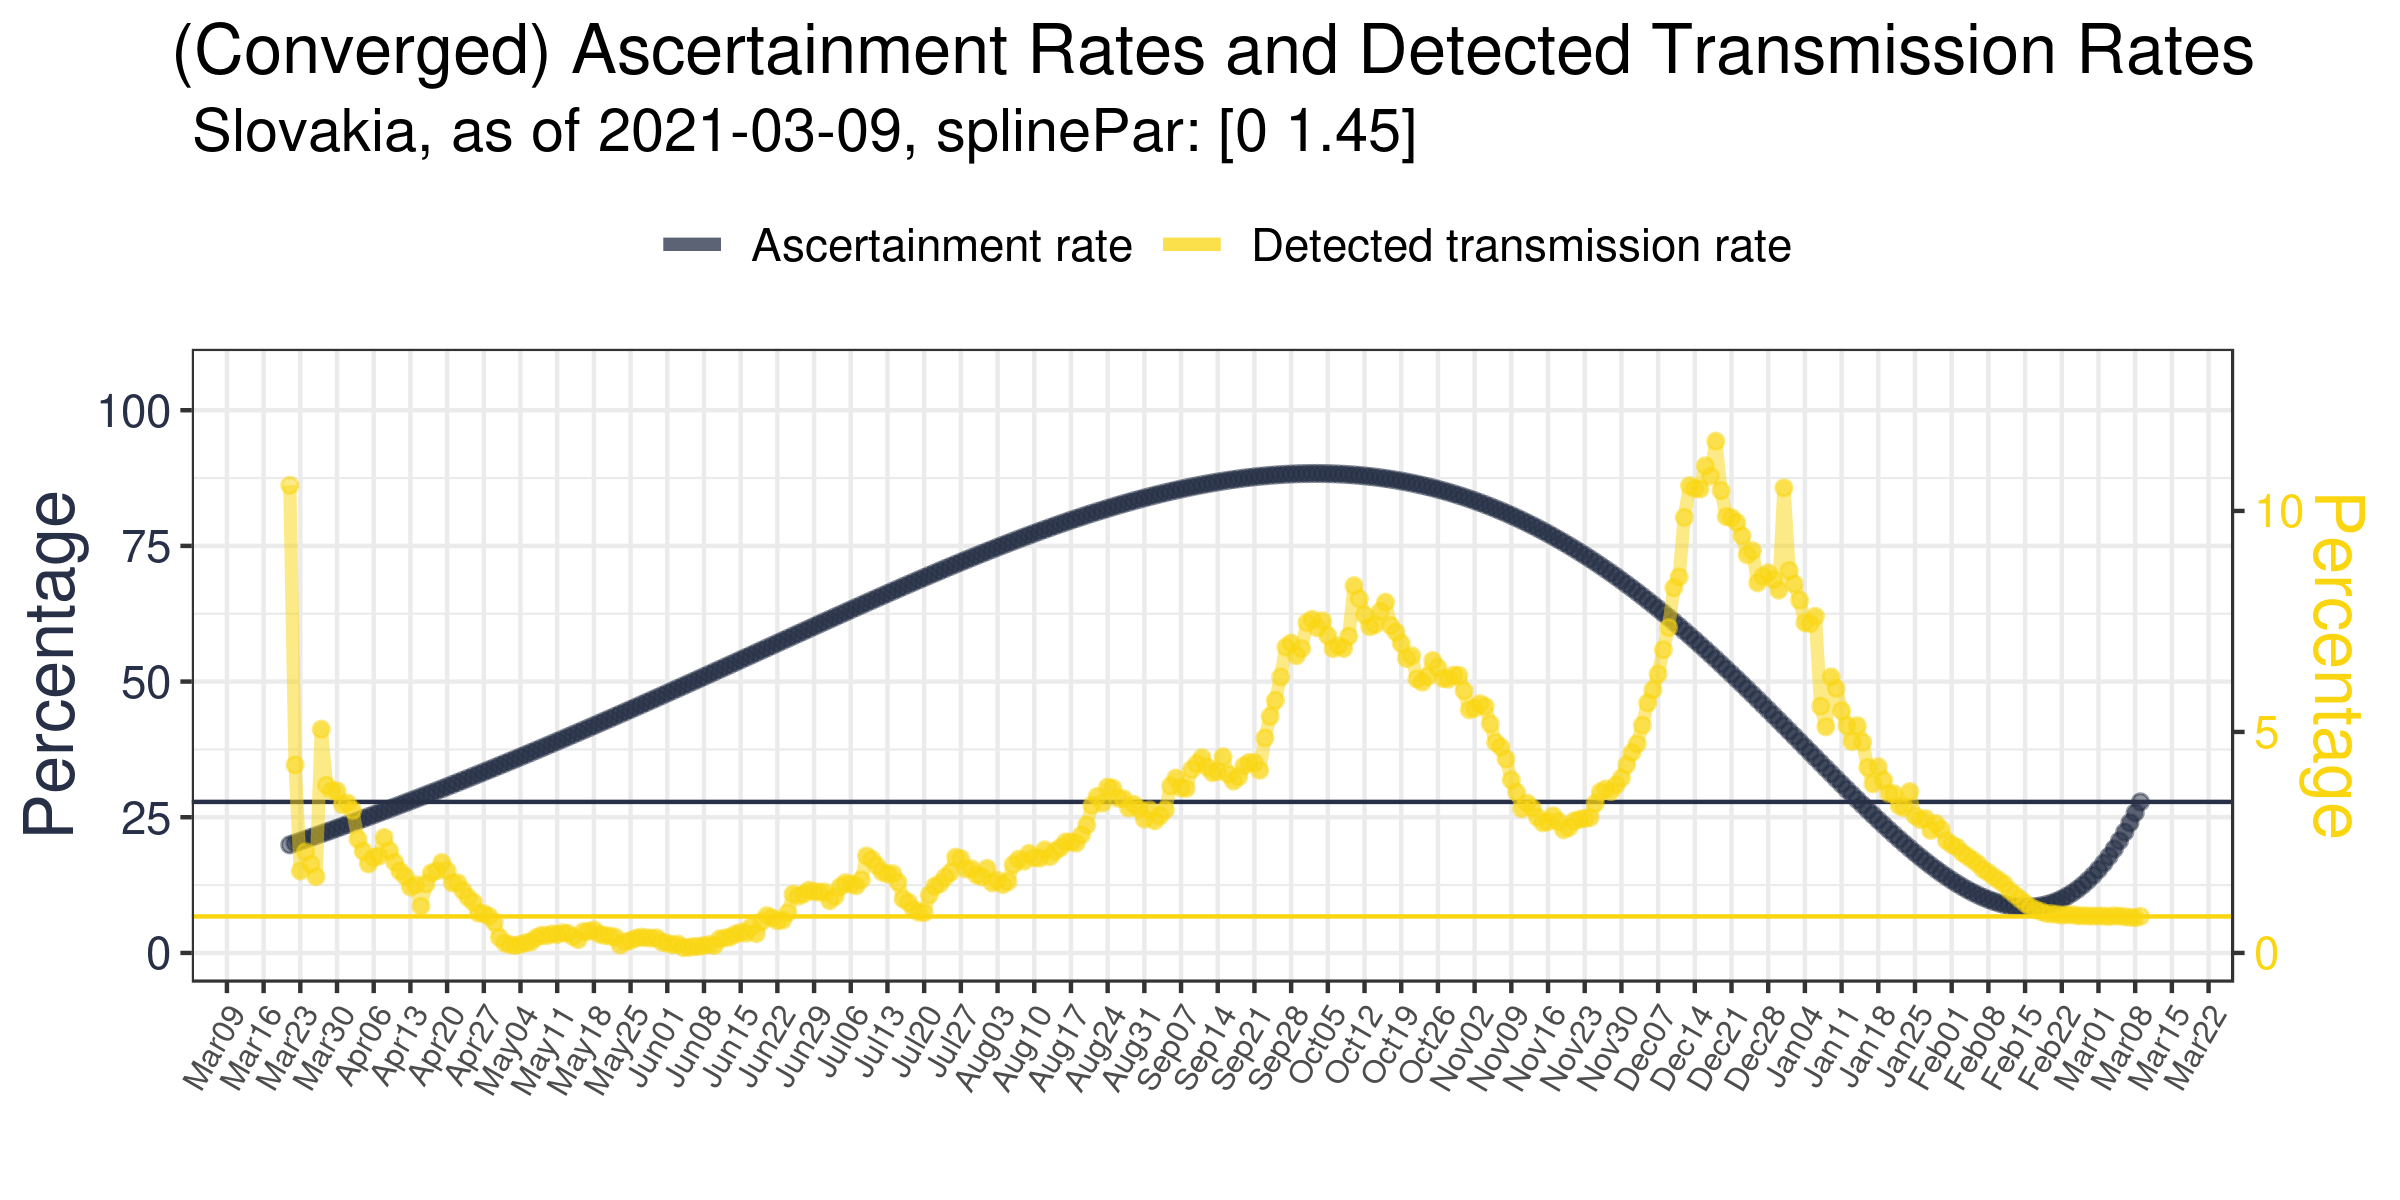 (Converged) Ascertainment Rates and Detected Transmission Rates
Slovakia, as of 2021-03-09, splinePar: [0 1.45]
Ascertainment rate Detected transmission rate
Percentage
100
75
50
25
0
10
5
0
Percentage
Mar09 Mar16 Mar23 Mar30 Apr06 Apr13 Apr20 Apr27 May04 May11 May18 May25 Jun01 Jun08 Jun15 Jun22 Jun29 Jul06 Jul13 Jul20 Jul27 Aug03 Aug10 Aug17 Aug24 Aug31 Sep07 Sep14 Sep21 Sep28 Oct05 Oct12 Oct19 Oct26 Nov02 Nov09 Nov16 Nov23 Nov30 Dec07 Dec14 Dec21 Dec28 Jan04 Jan11 Jan18 Jan25 Feb01 Feb08 Feb15 Feb22 Mar01 Mar08 Mar15 Mar22